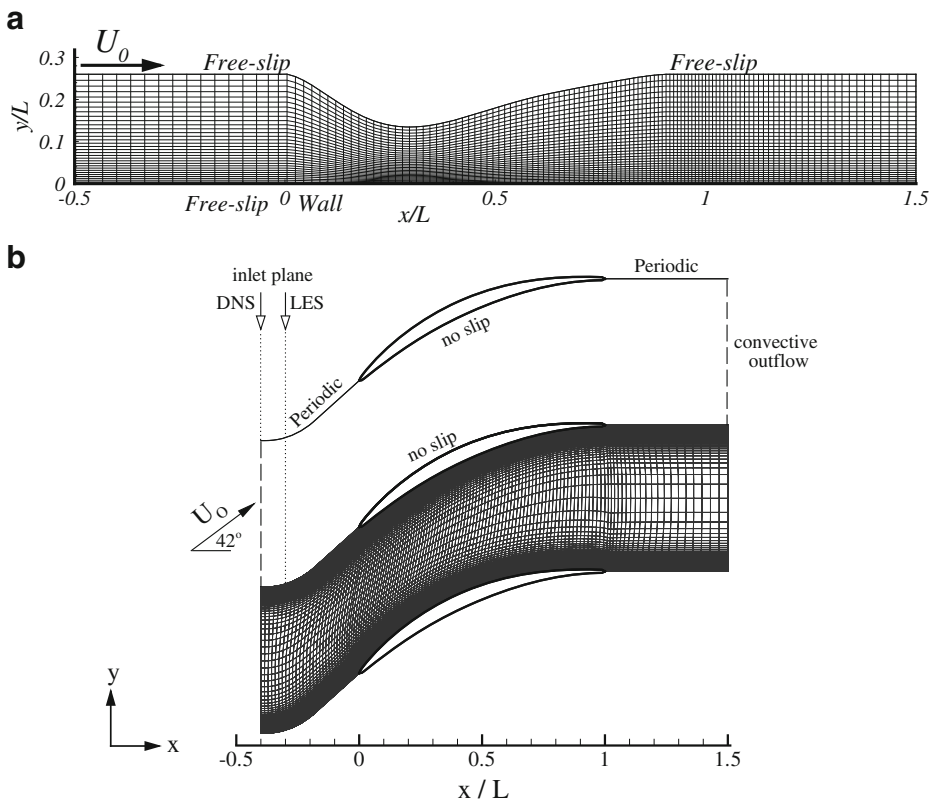 a
U0
0.3
Free-slip
Free-slip
0.2
y/L
0.1
0
-0.5
0
0.5
1
1.5
Free-slip
Wall
x/L
b
inlet plane
DNS
LES
Periodic
no slip
convective
outflow
Periodic
no slip
UO
42o
y
x
-0.5
0
0.5
1
1.5
x / L